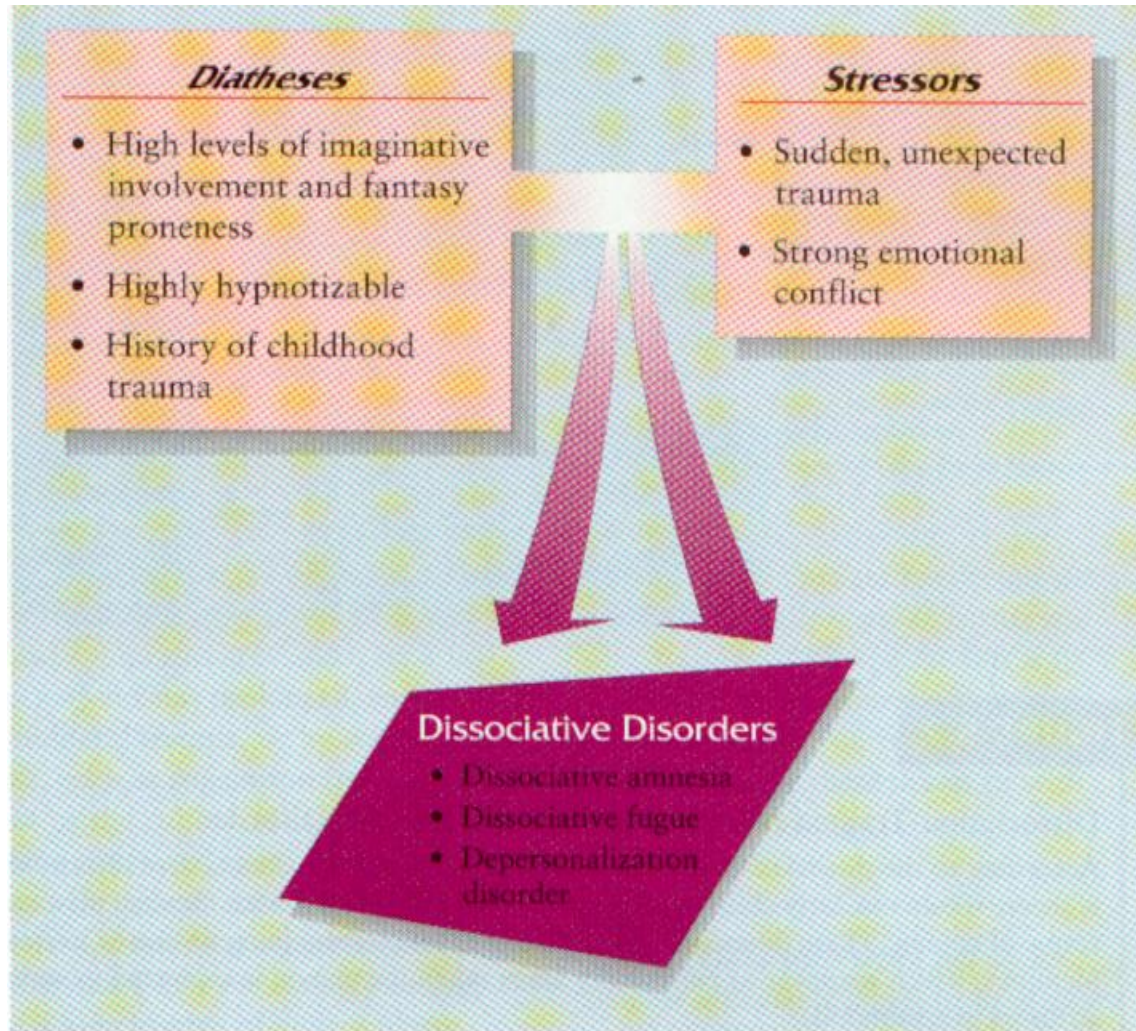 Diatheses
• High levels of imaginative
involvement and fantasy
proneness
• Highly hypnotizable
• History of childhood
trauma
Stressors
• Sudden, unexpected
trauma
• Strong emotional
conflict
Dissociative Disorders
• Dissociative amnesia
• Dissociative fugue
• Depersonalization
disorder